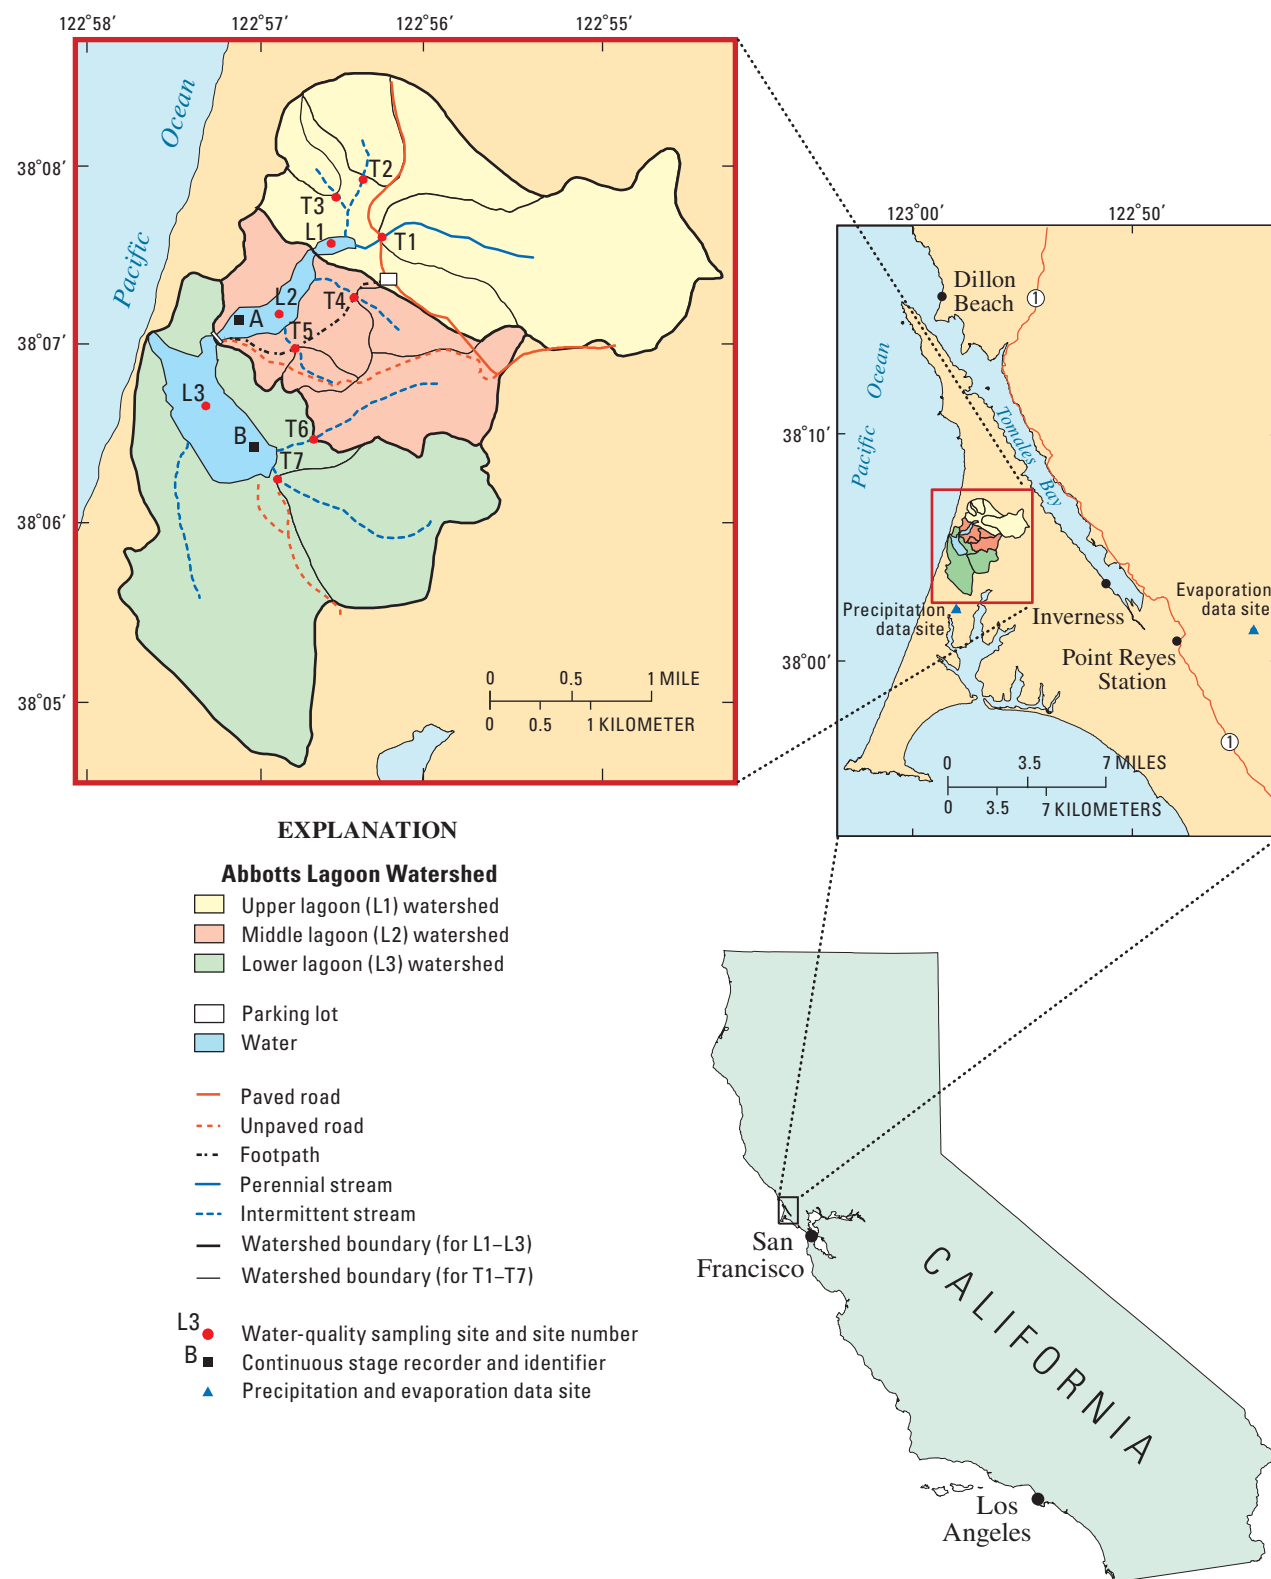 122°58′ 122°57′ 122°56′ 122°55′
38°08′
38°07′
38°06′
38°05′
Pacific
Ocean
T2
T3
L1
T1
L2
T4
A
T5
L3
B
T6
T7
0 0.5 1 MILE
0 0.5 1 KILOMETER
123°00′ 122°50′
38°10′
38°00′
Dillon
Beach
1
Pacific Ocean
Tomales
Bay
Precipitation
data site
Inverness
Evaporation
data site
Point Reyes
Station
1
0 3.5 7 MILES
0 3.5 7 KILOMETERS
EXPLANATION
Abbotts Lagoon Watershed
Upper lagoon (L1) watershed
Middle lagoon (L2) watershed
Lower lagoon (L3) watershed
Parking lot
Water
Paved road
Unpaved road
Footpath
Perennial stream
Intermittent stream
Watershed boundary (for L1–L3)
Watershed boundary (for T1–T7)
L3 Water-quality sampling site and site number
B Continuous stage recorder and identifier
Precipitation and evaporation data site
San
Francisco
CALIFORNIA
Los
Angeles